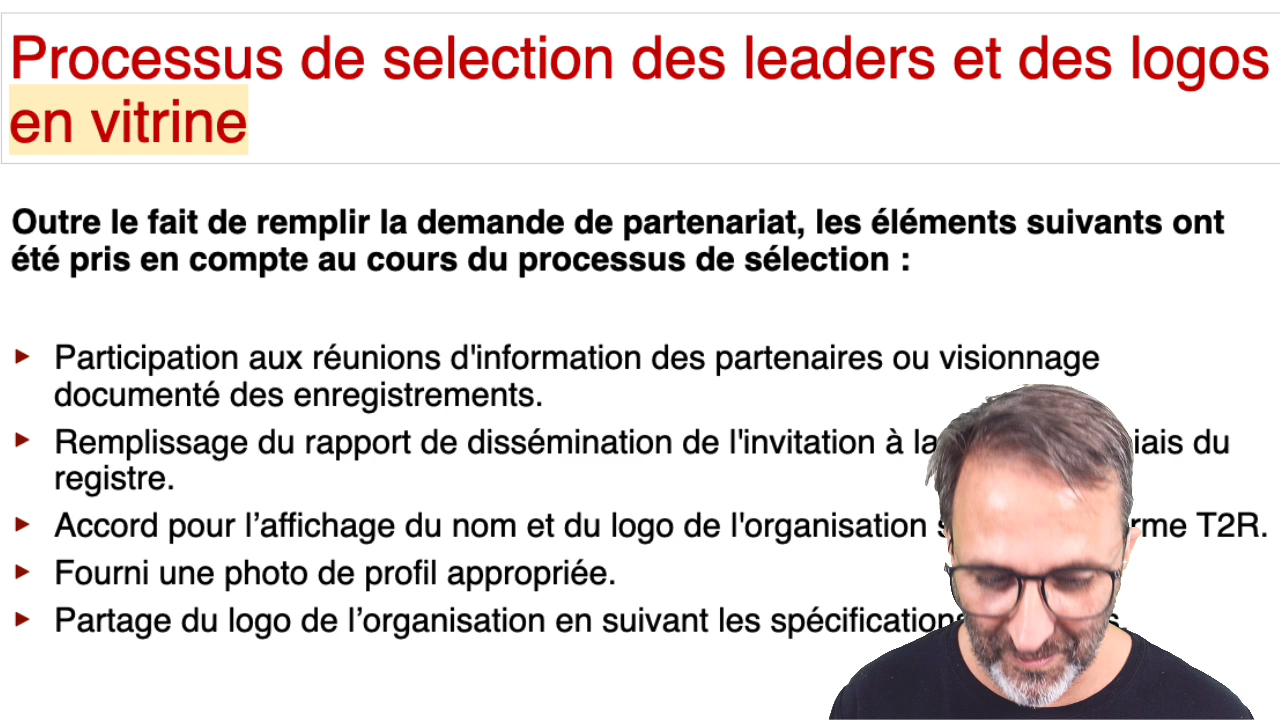 Processus de selection des leaders et des logos
en vitrine
Outre le fait de remplir la demande de partenariat, les éléments suivants ont
été pris en compte au cours du processus de sélection :
Participation aux réunions d'information des partenaires ou visionnage
documenté des enregistrements.
Remplissage du rapport de dissémination de l'invitation à la du
registre.
Accord pour l’affichage du nom et du logo de l'organisation T2R.
Fourni une photo de profil appropriée.
Partage du logo de l’organisation en suivant les